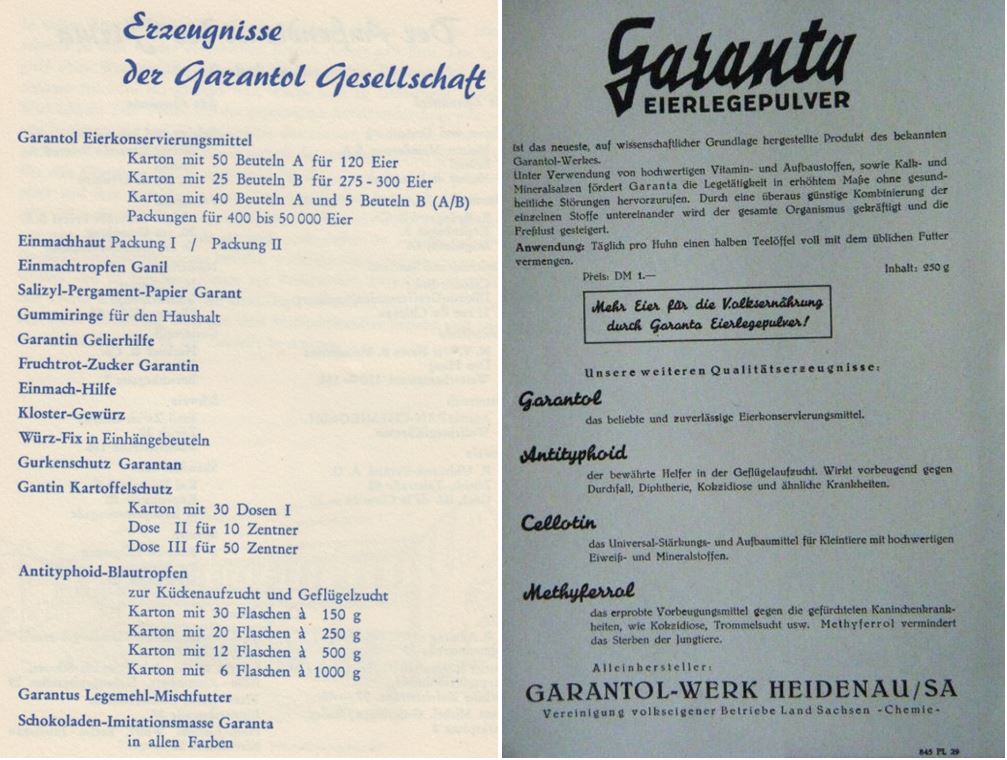 Erzeugnisse
der Garantol Gesellschaft
Garantol Eierkonservierungsmittel
Karton mit 50 Beuteln A für 120 Eier
Karton mit 25 Beuteln B für 275 - 300 Eier
Karton mit 40 Beuteln A und 5 Beuteln B (A/B)
Packungen für 400 bis 50 000 Eier
Einmachhaut Packung I / Packung II
Einmachtropfen Ganil
Salizyl-Pergament-Papier Garant
Gummiringe für den Haushalt
Garantin Gelierhilfe
Fruchtrot-Zucker Garantin
Einmach-Hilfe
Kloster-Gewürz
Würz-Fix in Einhängebeuteln
Gurkenschutz Garantan
Gantin Kartoffelschutz
Karton mit 30 Dosen I
Dose II für 10 Zentner
Dose III für 50 Zentner
Antityphoid-Blautropfen
zur Kückenaufzucht und Geflügelzucht
Karton mit 30 Flaschen à 150 g
Karton mit 20 Flaschen à 250 g
Karton mit 12 Flaschen à 500 g
Karton mit 6 Flaschen à 1000 g
Garantus Legemehl-Mischfutter
Schokoladen-Imitationsmasse Garanta
in allen Farben
Garanta
EIERLEGEPULVER
ist das neueste, auf wissenschaftlicher Grundlage hergestellte Produkt des bekannten
Garantol-Werkes.
Unter Verwendung von hochwertigen Vitamin- und Aufbaustoffen, sowie Kalk- und
Mineralsalzen fördert Garanta die Legetätigkeit in erhöhtem Maße ohne gesund-
heitliche Störungen hervorzurufen. Durch eine überaus günstige Kombinierung der
einzelnen Stoffe untereinander wird der gesamte Organismus gekräftigt und die
Freßlust gesteigert.
Anwendung: Täglich pro Huhn einen halben Teelöffel voll mit dem üblichen Futter
vermengen.
Preis: DM 1.— Inhalt: 250 g
Mehr Eier für die Volksernährung
durch Garanta Eierlegepulver!
Unsere weiteren Qualitätserzeugnisse:
Garantol
das beliebte und zuverlässige Eierkonservierungsmittel.
Antityphoid
der bewährte Helfer in der Geflügelaufzucht. Wirkt vorbeugend gegen
Durchfall, Diphtherie, Kokzidiose und ähnliche Krankheiten.
Cellotin
das Universal-Stärkungs- und Aufbaumittel für Kleintiere mit hochwertigen
Eiweiß- und Mineralstoffen.
Methyferrol
das erprobte Vorbeugungsmittel gegen die gefürchteten Kaninchenkrank-
heiten, wie Kokzidiose, Trommelsucht usw. Methyferrol vermindert
das Sterben der Jungtiere.
Alleinhersteller:
GARANTOL-WERK HEIDENAU/SA
Vereinigung volkseigener Betriebe Land Sachsen -Chemie-
845 PL 29